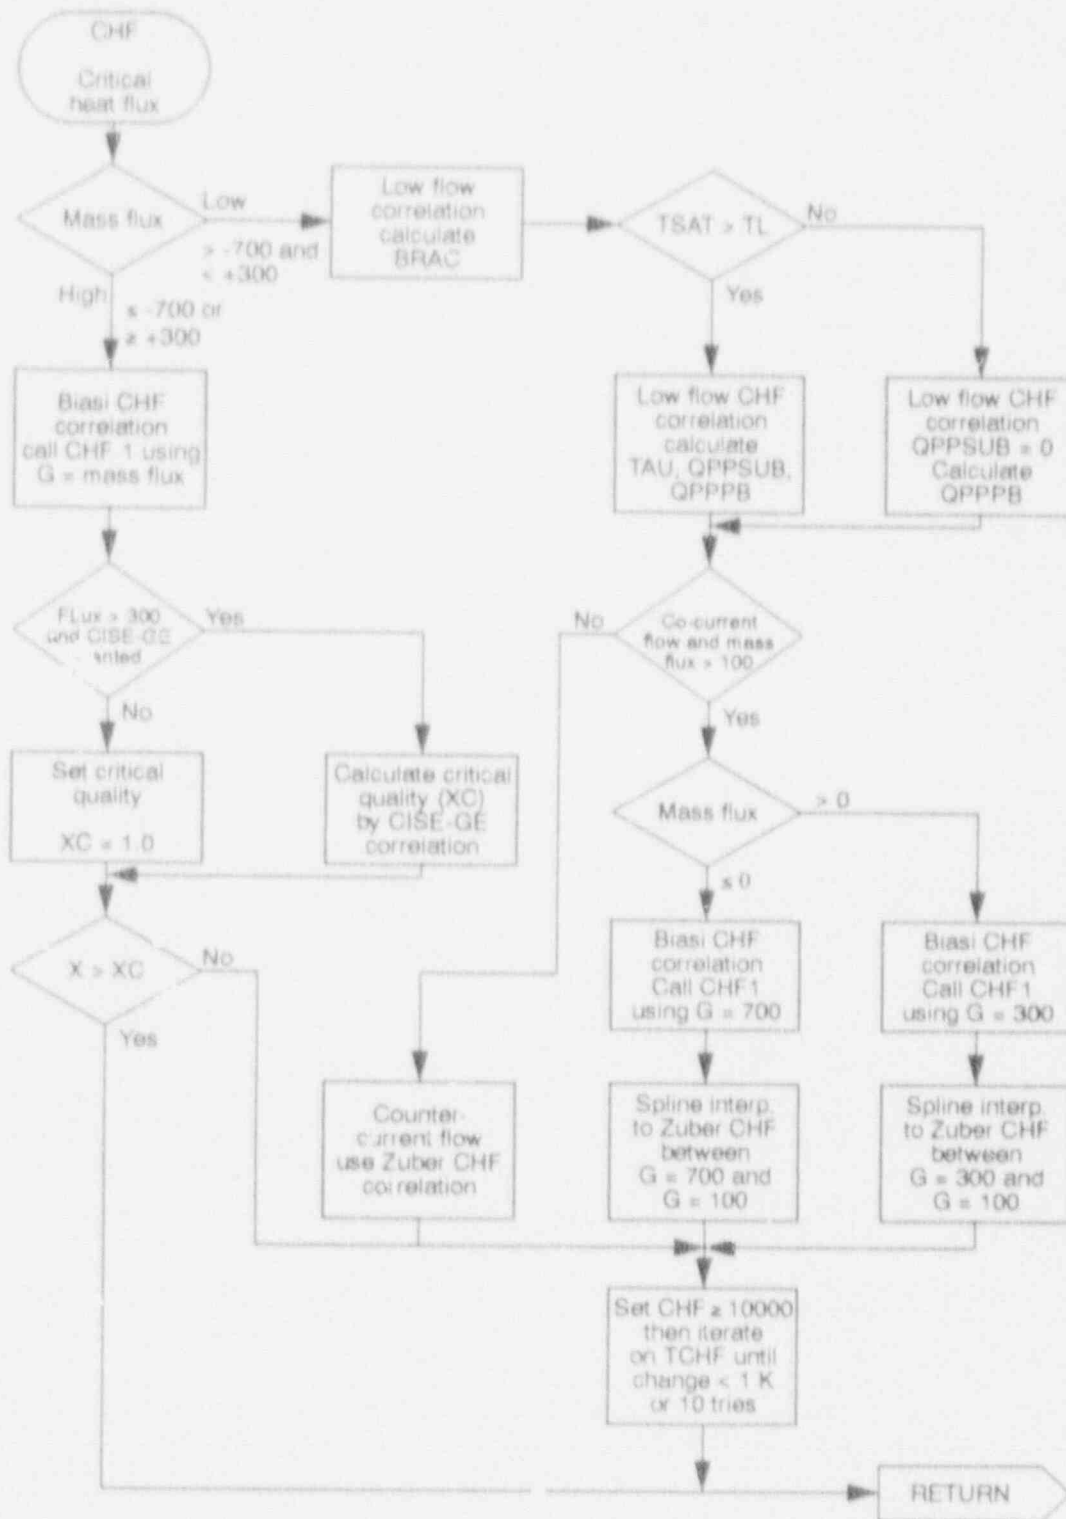 CHF
Critical
heat flux
Mass flux
Low
> -700 and
< +300
High
≤ -700 or
≥ +300
Low flow
correlation
calculate
BRAC
TSAT > TL
No
Yes
Biasi CHF
correlation
call CHF 1 using
G = mass flux
Low flow CHF
correlation
calculate
TAU, QPPSUB,
QPPPB
Low flow CHF
correlation
QPPSUB = 0
Calculate
QPPPB
FLux > 300
and CISE-GE
Yes
No
Co-current
flow and mass
flux > 100
No
Yes
Set critical
quality
XC = 1.0
Calculate critical
quality (XC)
by CISE-GE
correlation
Mass flux
> 0
≤ 0
X > XC
No
Yes
Biasi CHF
correlation
Call CHF1
using G = 700
Biasi CHF
correlation
Call CHF1
using G = 300
Counter-
current flow
use Zuber CHF
correlation
Spline interp.
to Zuber CHF
between
G = 700 and
G = 100
Spline interp.
to Zuber CHF
between
G = 300 and
G = 100
Set CHF ≥ 10000
then iterate
on TCHF until
change < 1 K
or 10 tries
RETURN